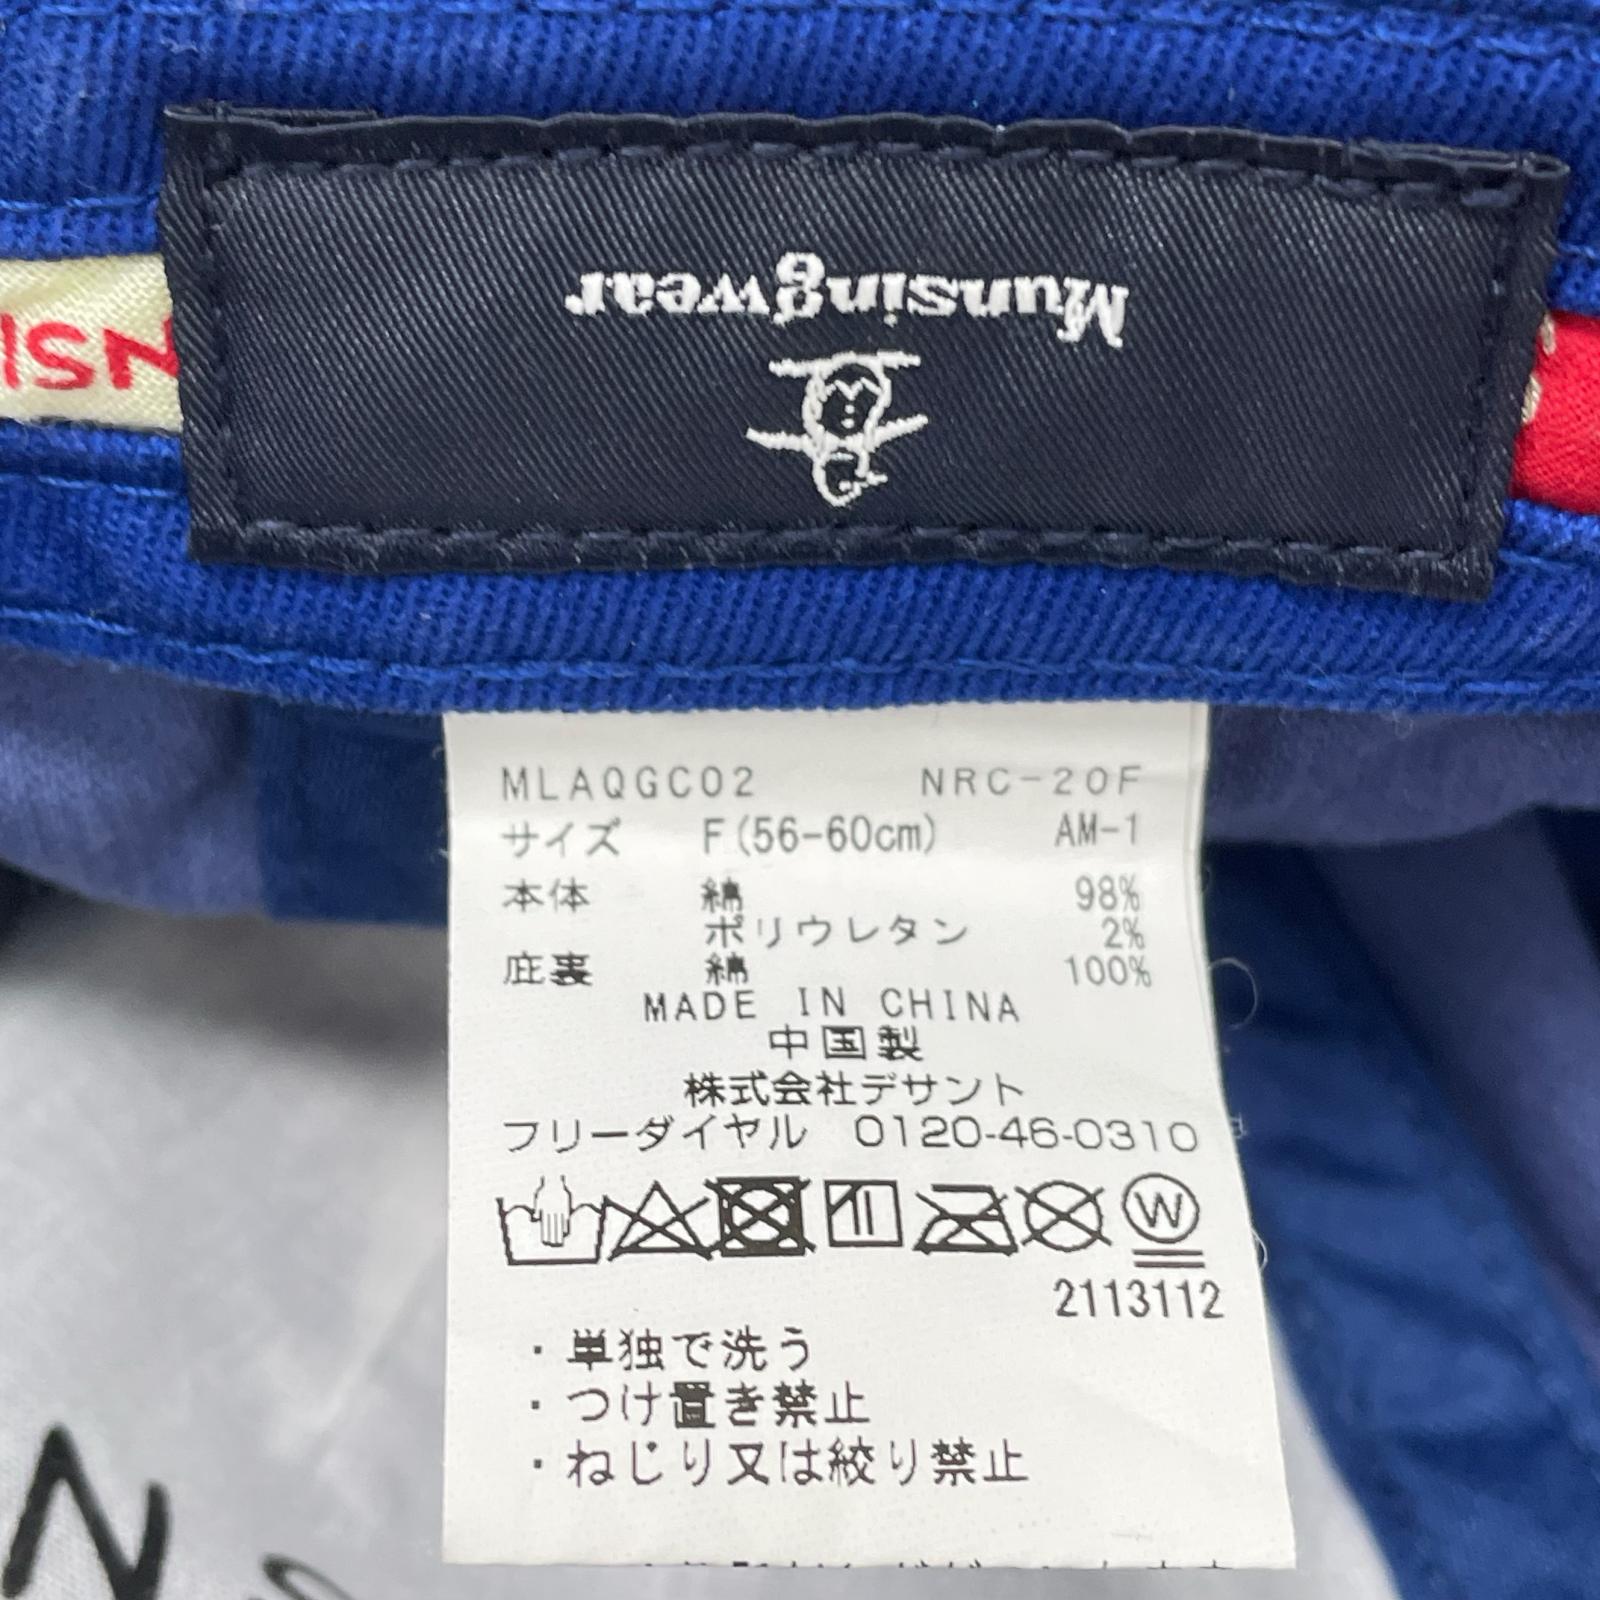 Munsingwear
NSI
MLAQGC02 NRC-20F
サイズ F(56-60cm) AM-1
本体 綿 98%
ポリウレタン 2%
庇裏 綿 100%
MADE IN CHINA
中国製
株式会社デサント
フリーダイヤル 0120-46-0310
W
2113112
・単独で洗う
・つけ置き禁止
・ねじり又は絞り禁止
N